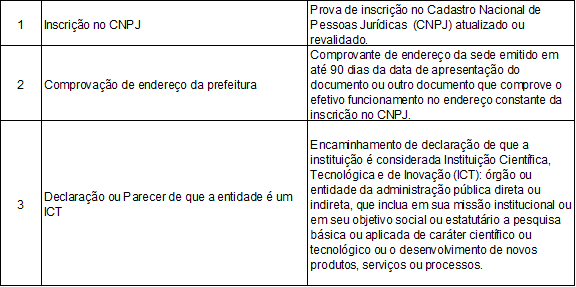 1
Inscrição no CNPJ
Prova de inscrição no Cadastro Nacional de
Pessoas Jurídicas (CNPJ) atualizado ou
revalidado.
2
Comprovação de endereço da prefeitura
Comprovante de endereço da sede emitido em
até 90 dias da data de apresentação do
documento ou outro documento que comprove o
efetivo funcionamento no endereço constante da
inscrição no CNPJ.
3
Declaração ou Parecer de que a entidade é um
ICT
Encaminhamento de declaração de que a
instituição é considerada Instituição Científica,
Tecnológica e de Inovação (ICT): órgão ou
entidade da administração pública direta ou
indireta, que inclua em sua missão institucional ou
em seu objetivo social ou estatutário a pesquisa
básica ou aplicada de caráter científico ou
tecnológico ou o desenvolvimento de novos
produtos, serviços ou processos.